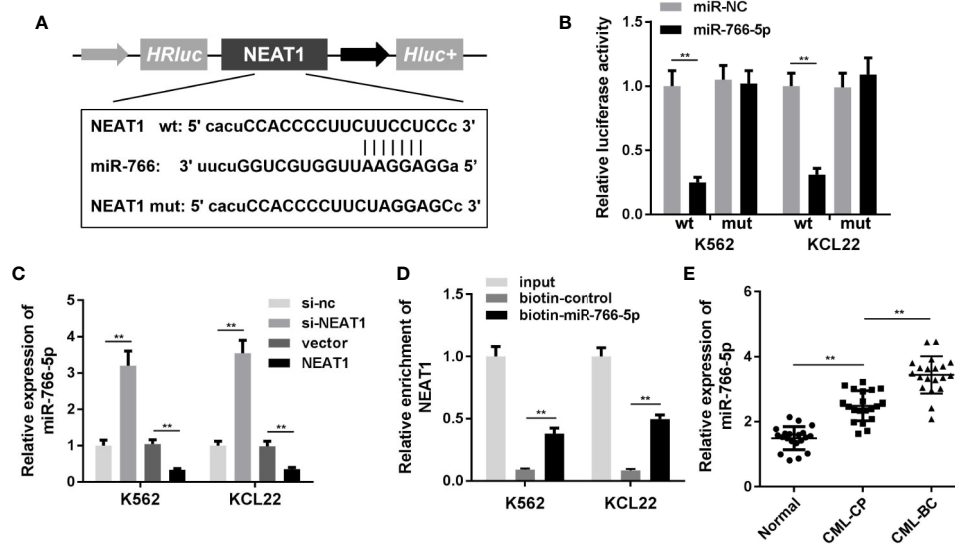 A
HRluc
NEAT1
Hluc+
NEAT1 wt: 5' cacuCCACCCCUUCUUCCUCCc 3'
miR-766: 3' uucuGGUCGUGGUUAAGGAGGa 5'
NEAT1 mut: 5' cacuCCACCCCUUCUAGGAGCc 3'
B
miR-NC
miR-766-5p
Relative luciferase activity
1.5
1.0
0.5
0.0
**
**
wt
mut
wt
mut
K562
KCL22
C
Relative expression of
miR-766-5p
5
4
3
2
1
0
si-nc
si-NEAT1
vector
NEAT1
**
**
**
**
K562
KCL22
D
input
biotin-control
biotin-miR-766-5p
Relative enrichment of
NEAT1
1.5
1.0
0.5
0.0
**
**
K562
KCL22
E
Relative expression of
miR-766-5p
6
4
2
0
**
**
Normal
CML-CP
CML-BC